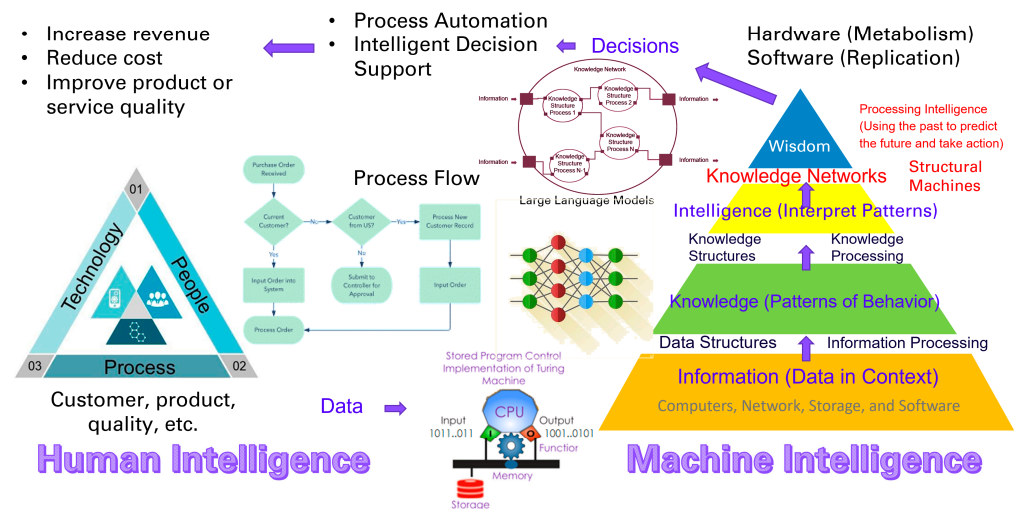 • Increase revenue
• Reduce cost
• Improve product or
service quality
• Process Automation
• Intelligent Decision
Support
Decisions
Hardware (Metabolism)
Software (Replication)
Knowledge Network
Information
Information
Knowledge
Structure
Process 1
Knowledge
Structure
Process 2
Knowledge
Structure
Process N
Knowledge
Structure
Process N-1
Information
Information
Large Language Models
Processing Intelligence
(Using the past to predict
the future and take action)
Structural
Machines
Wisdom
Knowledge Networks
Intelligence (Interpret Patterns)
Knowledge
Structures
Knowledge
Processing
Knowledge (Patterns of Behavior)
Data Structures
Information Processing
Information (Data in Context)
Computers, Network, Storage, and Software
Process Flow
Purchase Order
Received
Current
Customer?
No
Customer
from US?
Yes
Process New
Customer Record
Yes
No
Input Order into
System
Submit to
Controller for
Approval
Input Order
Process Order
01
Technology
People
03
Process
02
Customer, product,
quality, etc.
Data
Stored Program Control
Implementation of Turing
Machine
CPU
Input
1011..011
I
O
Output
1001..0101
Function
Memory
Storage
Human Intelligence
Machine Intelligence